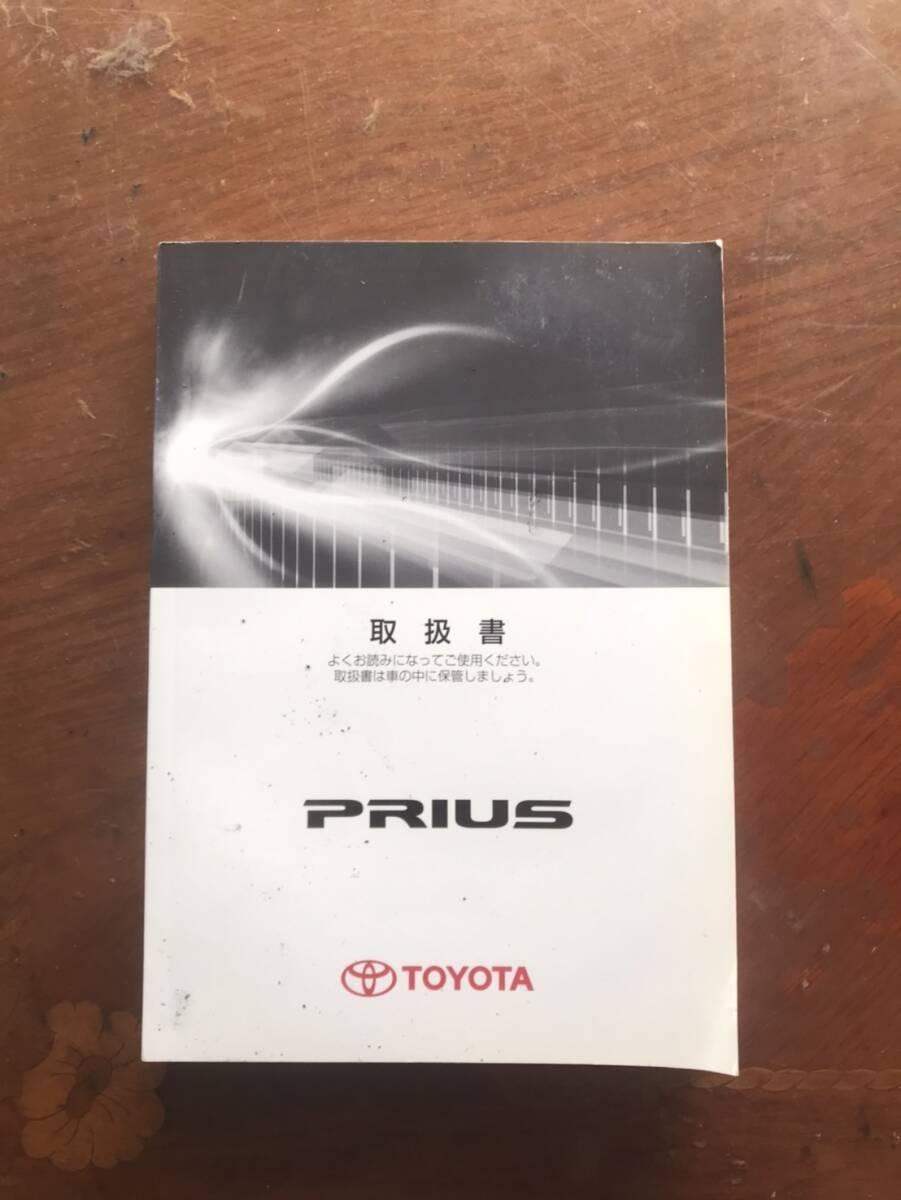 取扱書
よくお読みになってご使用ください。
取扱書は車の中に保管しましょう。
PRIUS
TOYOTA